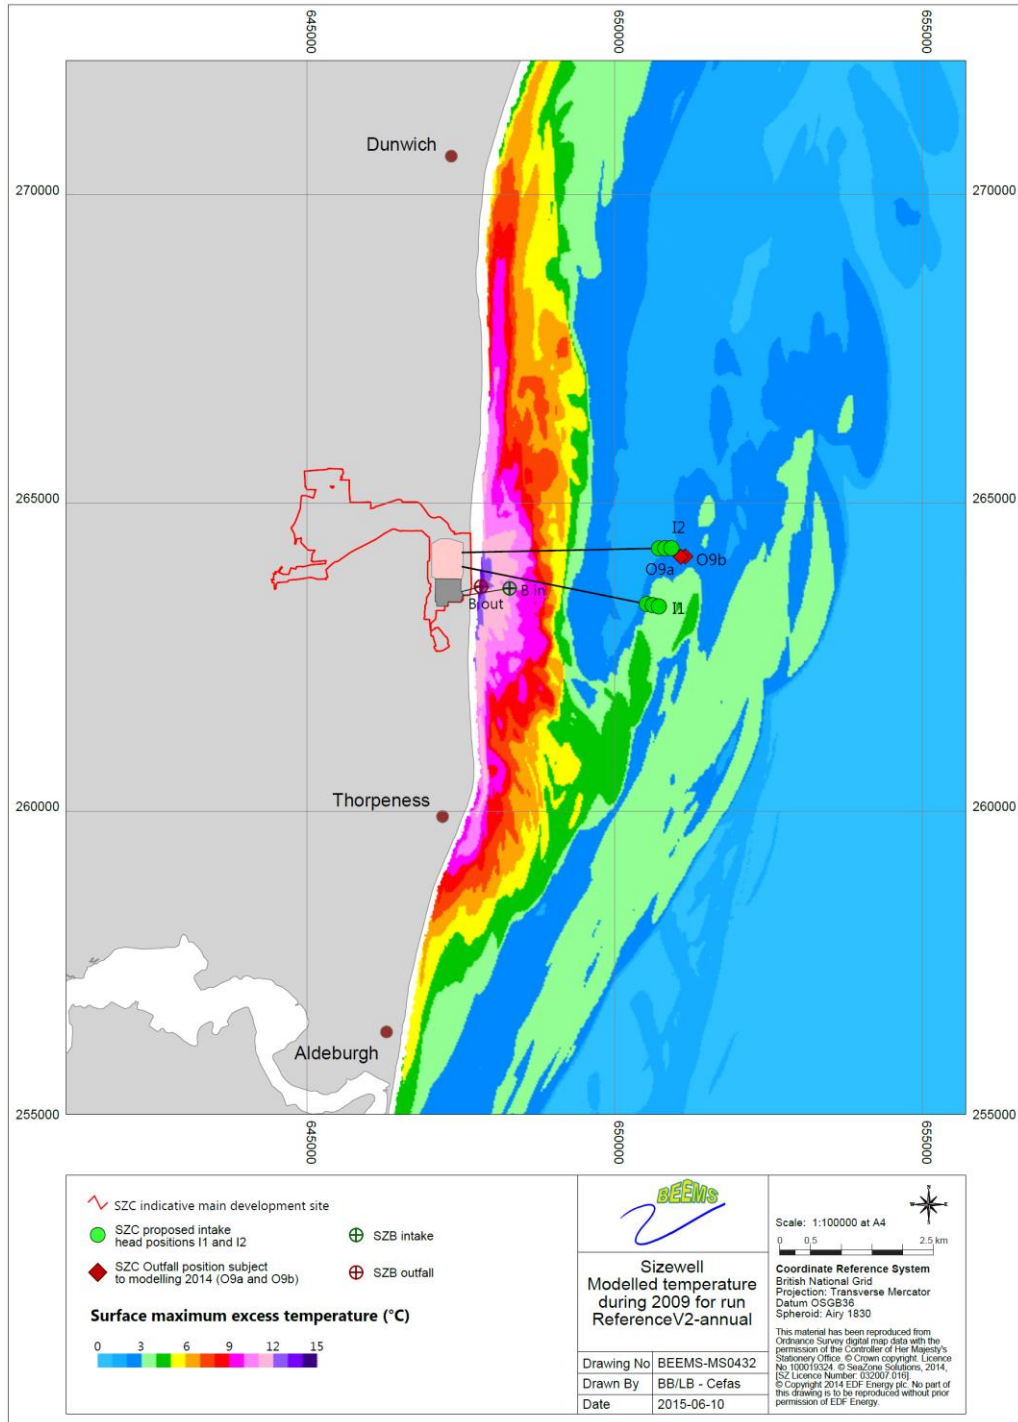 645000
650000
655000
Dunwich
270000
270000
265000
265000
I2
O9a
O9b
B out
B in
I1
Thorpeness
260000
260000
Aldeburgh
255000
255000
645000
650000
655000
SZC indicative main development site
SZC proposed intake
head positions I1 and I2
SZB intake
SZC Outfall position subject
to modelling 2014 (O9a and O9b)
SZB outfall
Surface maximum excess temperature (°C)
0 3 6 9 12 15
BEEMS
Sizewell
Modelled temperature
during 2009 for run
ReferenceV2-annual
Drawing No BEEMS-MS0432
Drawn By BB/LB - Cefas
Date 2015-06-10
Scale: 1:100000 at A4
0 0.5 1 2.5 km
Coordinate Reference System
British National Grid
Projection: Transverse Mercator
Datum OSGB36
Spheroid: Airy 1830
This material has been reproduced from
Ordnance Survey digital map data with the
permission of the Controller of Her Majesty's
Stationery Office. © Crown copyright. Licence
No 100019324. © SeaZone Solutions, 2014,
[SZ Licence Number: 032007.016].
© Copyright 2014 EDF Energy plc. No part of
this drawing is to be reproduced without prior
permission of EDF Energy.